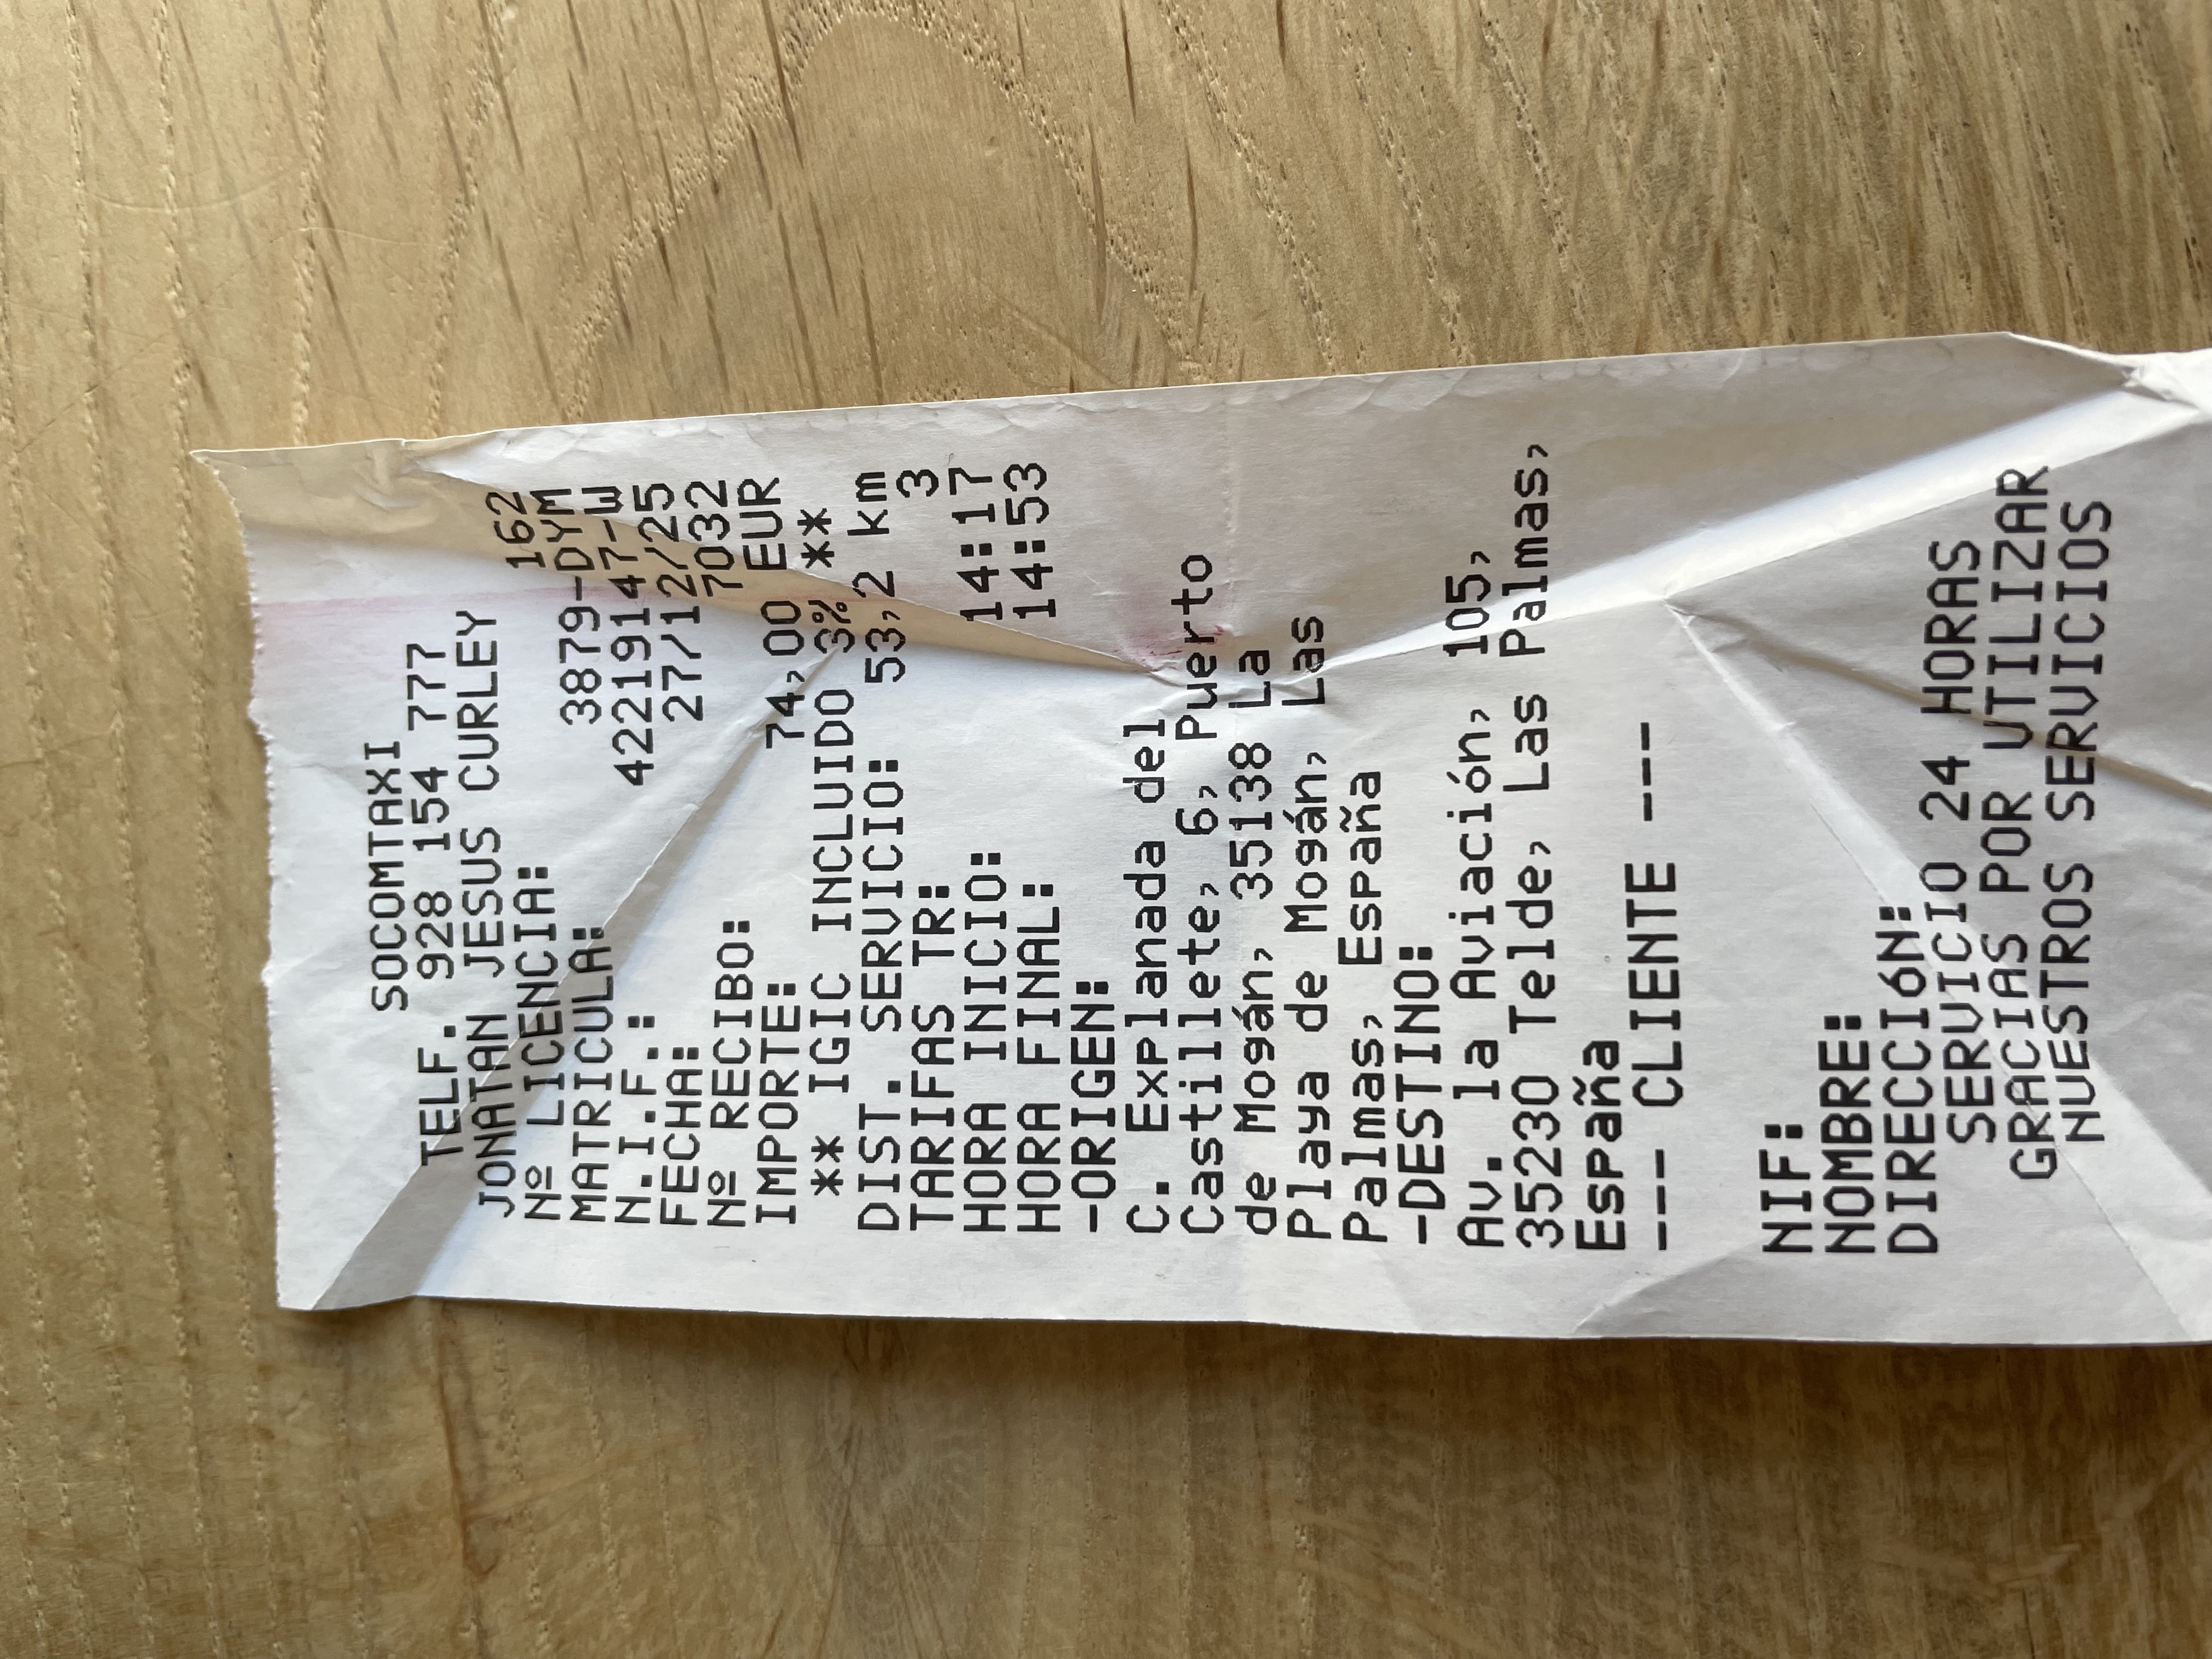 SOCOMTAXI
TELF. 928 154 777
JONATAN JESUS CURLEY
Nº LICENCIA: 162
MATRICULA: 3879-DYM
N.I.F.: 42219147-W
FECHA: 27/12/25
Nº RECIBO: 7032
IMPORTE: 74,00 EUR
** IGIC INCLUIDO 3% **
DIST. SERVICIO: 53,2 km
TARIFAS TR: 3
HORA INICIO: 14:17
HORA FINAL: 14:53
-ORIGEN:
C. Explanada del
Castillete, 6, Puerto
de Mogán, 35138 La
Playa de Mogán, Las
Palmas, España
-DESTINO:
Av. la Aviación, 105,
35230 Telde, Las Palmas,
España
--- CLIENTE ---
NIF:
NOMBRE:
DIRECCIóN:
SERVICIO 24 HORAS
GRACIAS POR UTILIZAR
NUESTROS SERVICIOS